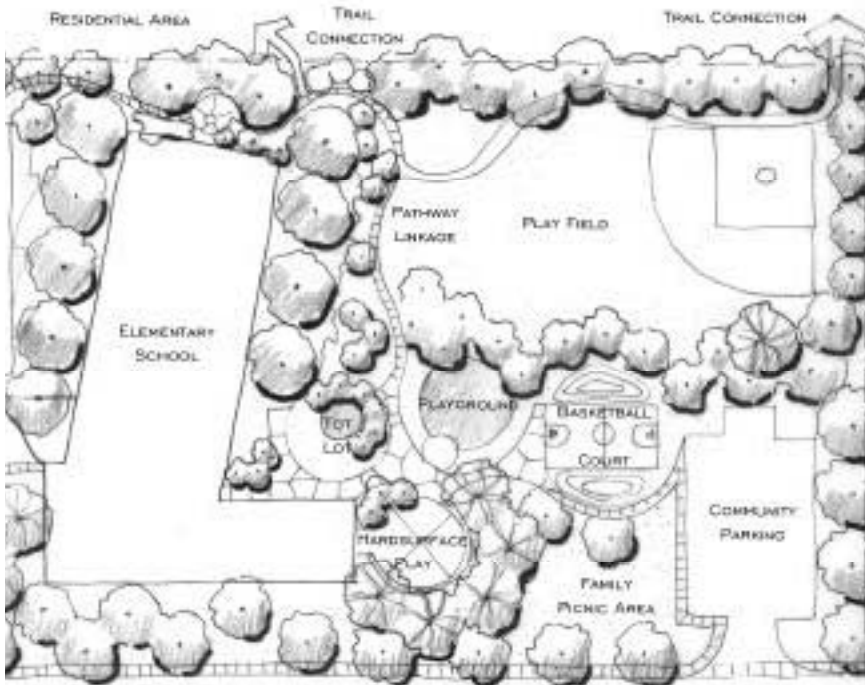 RESIDENTIAL AREA
TRAIL
CONNECTION
TRAIL CONNECTION
PATHWAY
LINKAGE
PLAY FIELD
ELEMENTARY
SCHOOL
PLAYGROUND
BASKETBALL
COURT
TOT
LOT
COMMUNITY
PARKING
HARDSURFACE
PLAY
FAMILY
PICNIC AREA